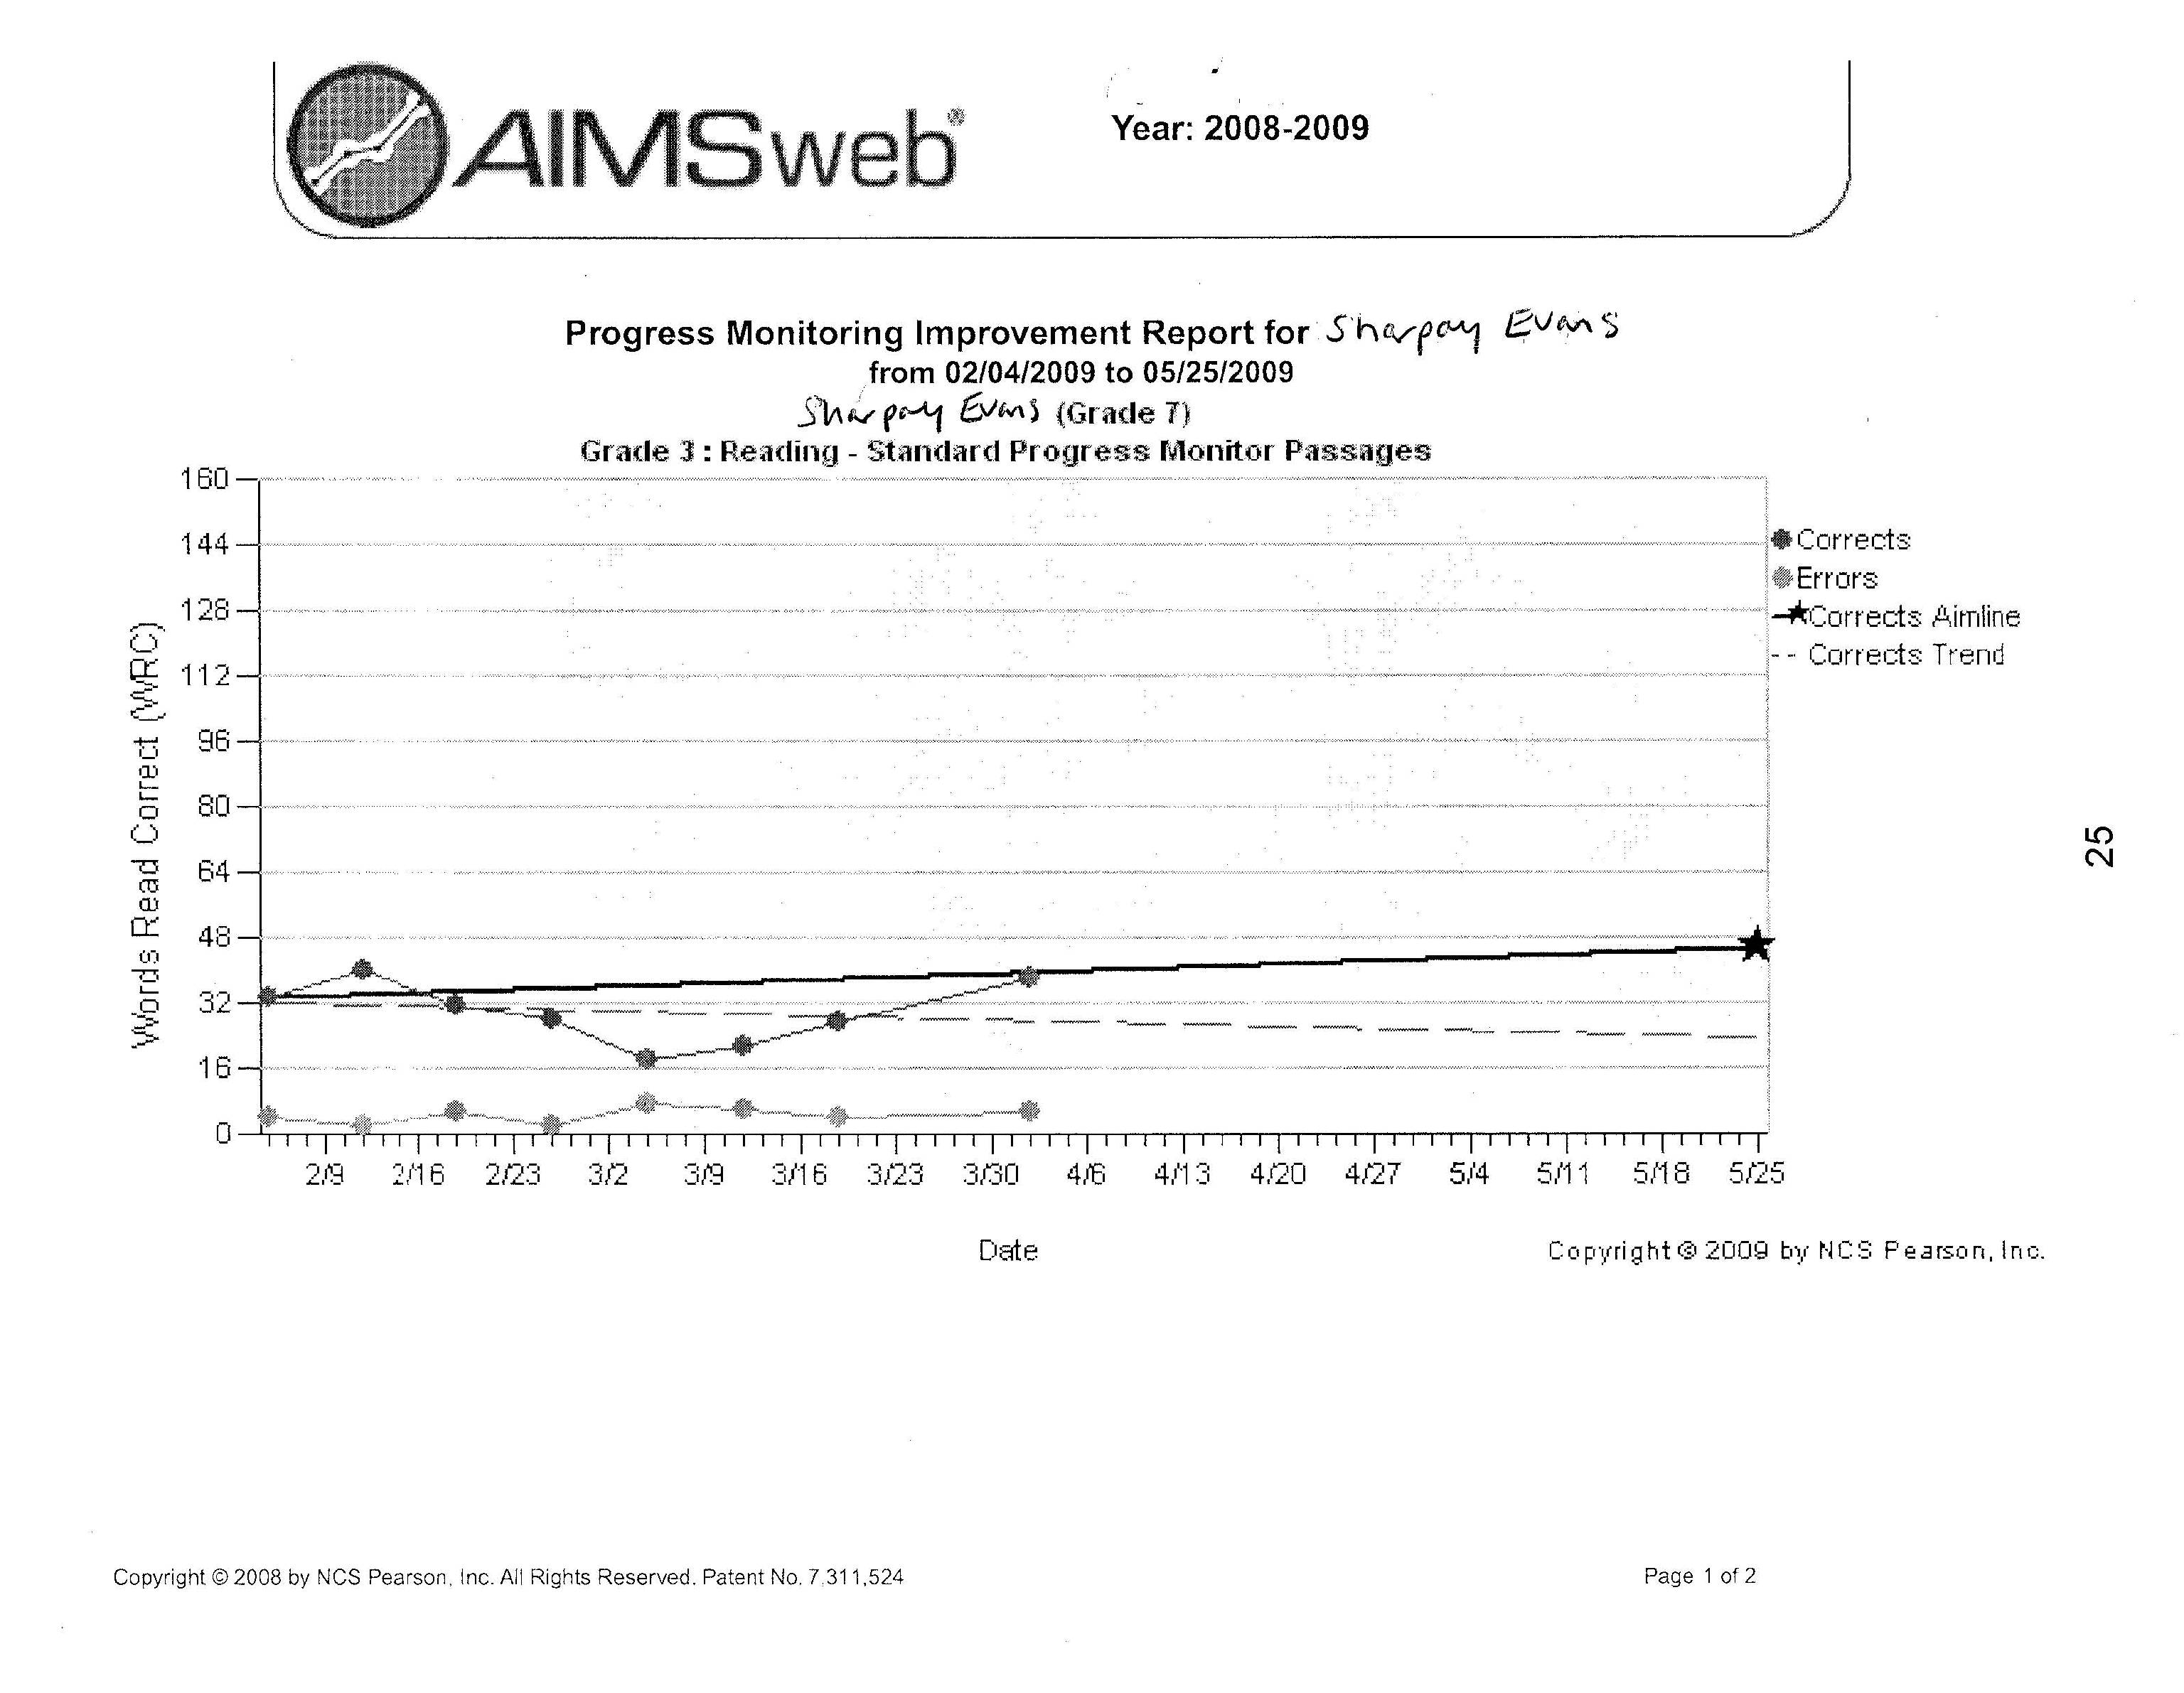 AIMSweb®
Year: 2008-2009
Progress Monitoring Improvement Report for Sharpay Evans
from 02/04/2009 to 05/25/2009
Sharpay Evans (Grade 7)
Grade 3 : Reading - Standard Progress Monitor Passages
Words Read Correct (WRC)
160
144
128
112
96
80
64
48
32
16
0
Corrects
Errors
Corrects Aimline
Corrects Trend
2/9 2/16 2/23 3/2 3/9 3/16 3/23 3/30 4/6 4/13 4/20 4/27 5/4 5/11 5/18 5/25
Date
Copyright © 2009 by NCS Pearson, Inc.
25
Copyright © 2008 by NCS Pearson, Inc. All Rights Reserved. Patent No. 7,311,524
Page 1 of 2